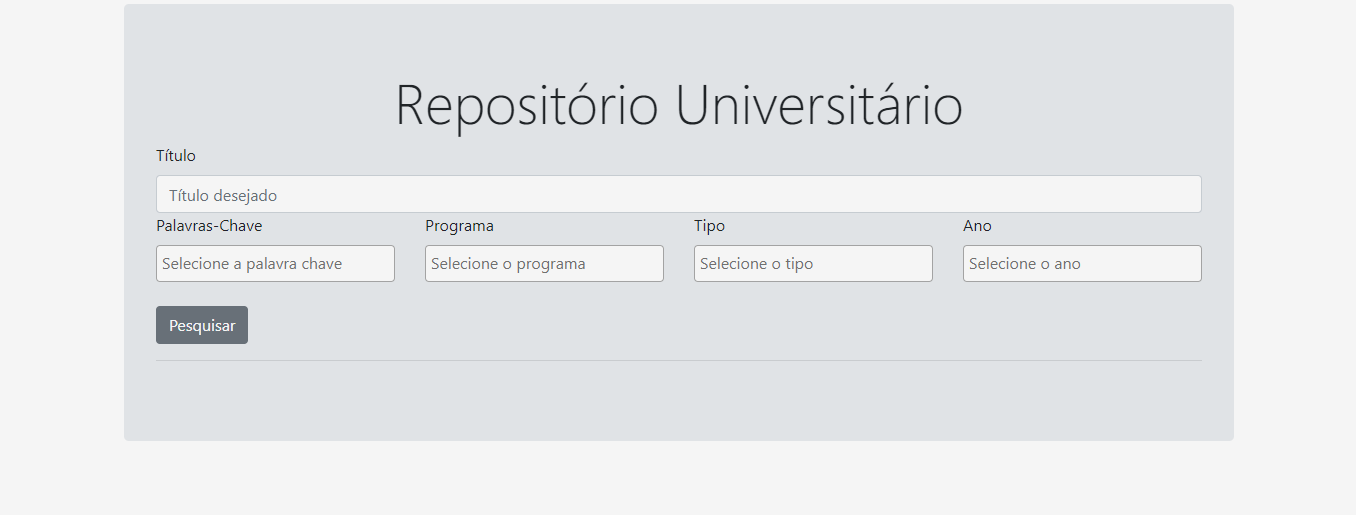 Repositório Universitário
Título
Título desejado
Palavras-Chave Programa Tipo Ano
Selecione a palavra chave Selecione o programa Selecione o tipo Selecione o ano
Pesquisar